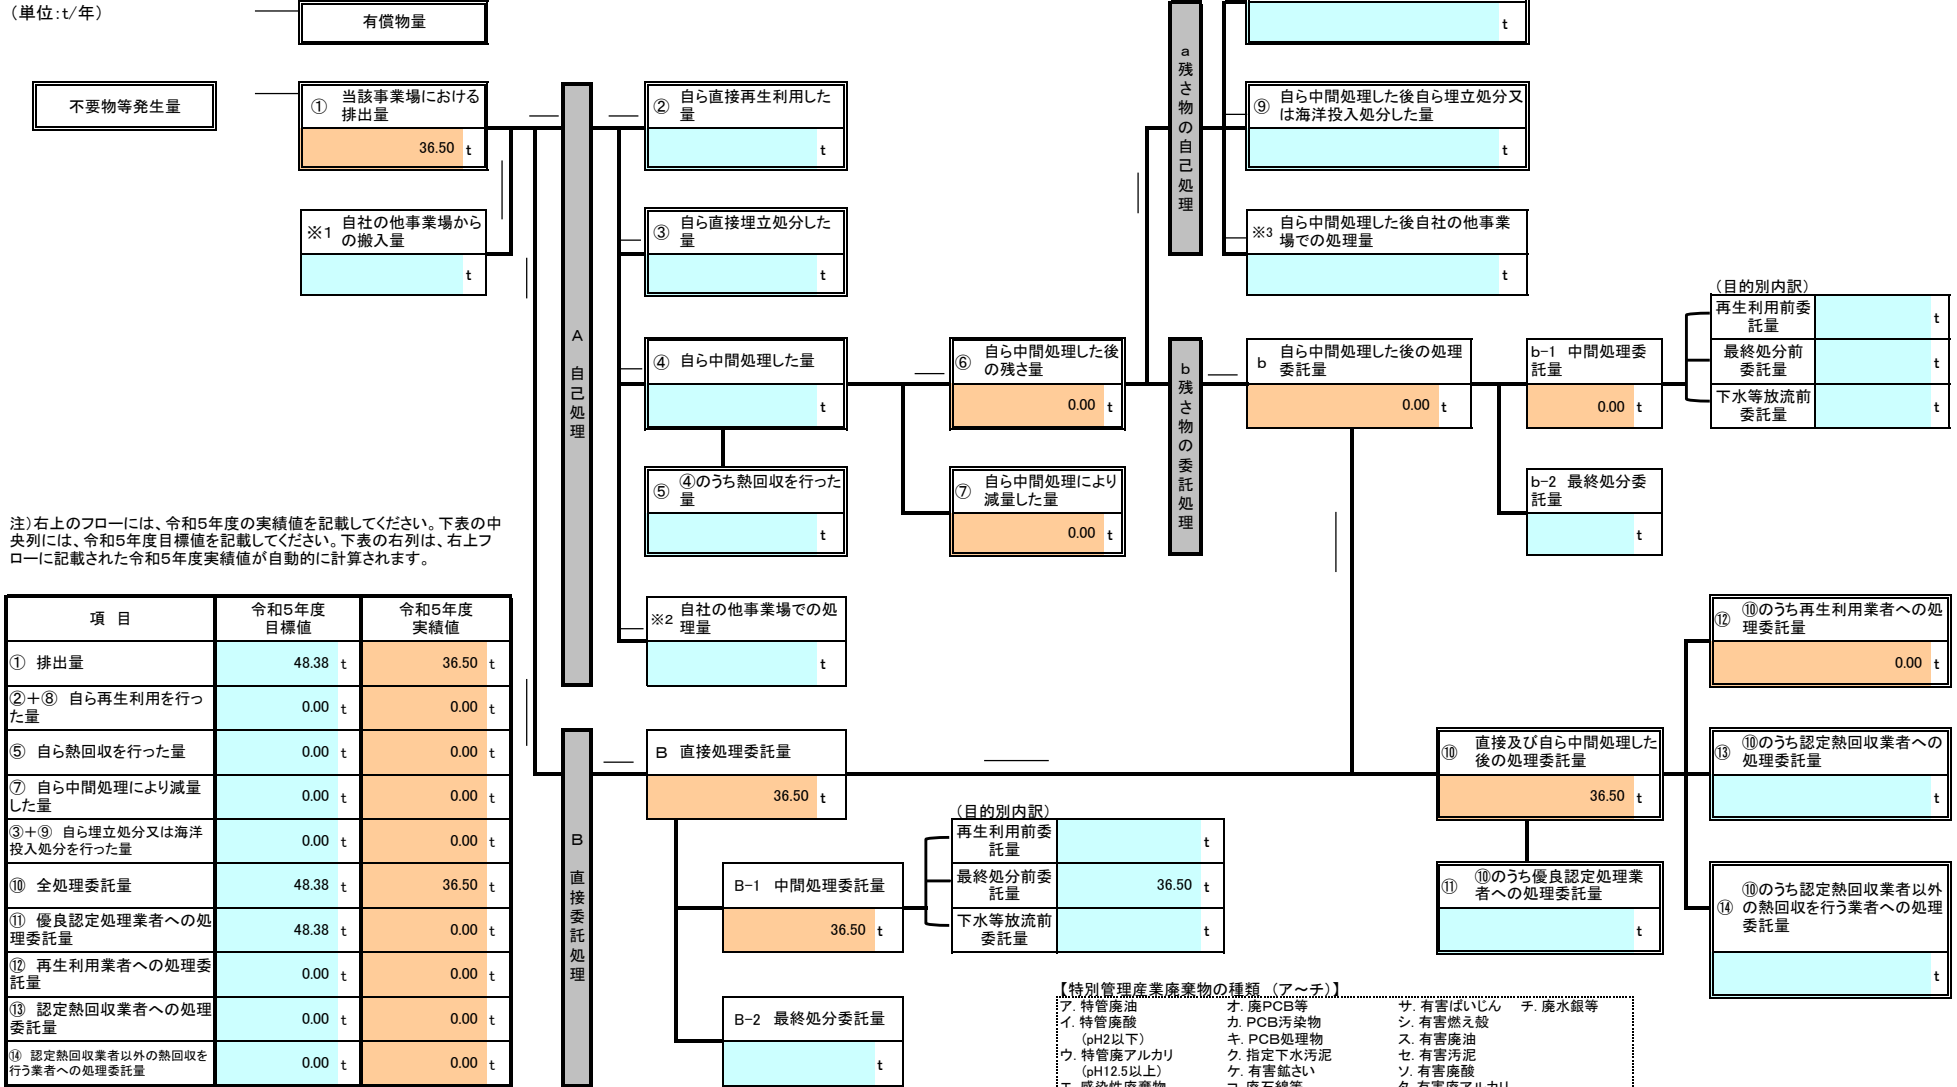 （単位:t/年）
有償物量
不要物等発生量
① 当該事業場における
排出量
36.50 t
※1 自社の他事業場から
の搬入量
t
A 自己処理
② 自ら直接再生利用した
量
t
③ 自ら直接埋立処分した
量
t
④ 自ら中間処理した量
t
⑤ ④のうち熱回収を行った
量
t
※2 自社の他事業場での処
理量
t
⑥ 自ら中間処理した後
の残さ量
0.00 t
⑦ 自ら中間処理により
減量した量
0.00 t
a残さ物の自己処理
t
⑨ 自ら中間処理した後自ら埋立処分又
は海洋投入処分した量
t
※3 自ら中間処理した後自社の他事業
場での処理量
t
b残さ物の委託処理
b 自ら中間処理した後の処理
委託量
0.00 t
b-1 中間処理委
託量
0.00 t
b-2 最終処分委
託量
t
（目的別内訳）
再生利用前委
託量
t
最終処分前
委託量
t
下水等放流前
委託量
t
注）右上のフローには、令和5年度の実績値を記載してください。下表の中
央列には、令和5年度目標値を記載してください。下表の右列は、右上フ
ローに記載された令和5年度実績値が自動的に計算されます。
項 目 令和5年度
目標値 令和5年度
実績値
① 排出量 48.38 t 36.50 t
②＋⑧ 自ら再生利用を行っ
た量 0.00 t 0.00 t
⑤ 自ら熱回収を行った量 0.00 t 0.00 t
⑦ 自ら中間処理により減量
した量 0.00 t 0.00 t
③＋⑨ 自ら埋立処分又は海洋
投入処分を行った量 0.00 t 0.00 t
⑩ 全処理委託量 48.38 t 36.50 t
⑪ 優良認定処理業者への処
理委託量 48.38 t 0.00 t
⑫ 再生利用業者への処理委
託量 0.00 t 0.00 t
⑬ 認定熱回収業者への処理
委託量 0.00 t 0.00 t
⑭ 認定熱回収業者以外の熱回収を
行う業者への処理委託量 0.00 t 0.00 t
B 直接委託処理
B 直接処理委託量
36.50 t
B-1 中間処理委託量
36.50 t
B-2 最終処分委託量
t
（目的別内訳）
再生利用前委
託量
t
最終処分前委
託量
36.50 t
下水等放流前
委託量
t
⑩ 直接及び自ら中間処理した
後の処理委託量
36.50 t
⑪ ⑩のうち優良認定処理業
者への処理委託量
t
⑫ ⑩のうち再生利用業者への処
理委託量
0.00 t
⑬ ⑩のうち認定熱回収業者への
処理委託量
t
⑭ ⑩のうち認定熱回収業者以外
の熱回収を行う業者への処理
委託量
t
【特別管理産業廃棄物の種類 （ア～チ）】
ア. 特管廃油 オ. 廃PCB等 サ. 有害ばいじん チ. 廃水銀等
イ. 特管廃酸 カ. PCB汚染物 シ. 有害燃え殻
（pH2以下） キ. PCB処理物 ス. 有害廃油
ウ. 特管廃アルカリ ク. 指定下水汚泥 セ. 有害汚泥
（pH12.5以上） ケ. 有害鉱さい ソ. 有害廃酸
エ. 感染性廃棄物 コ. 廃石綿等 タ. 有害廃アルカリ